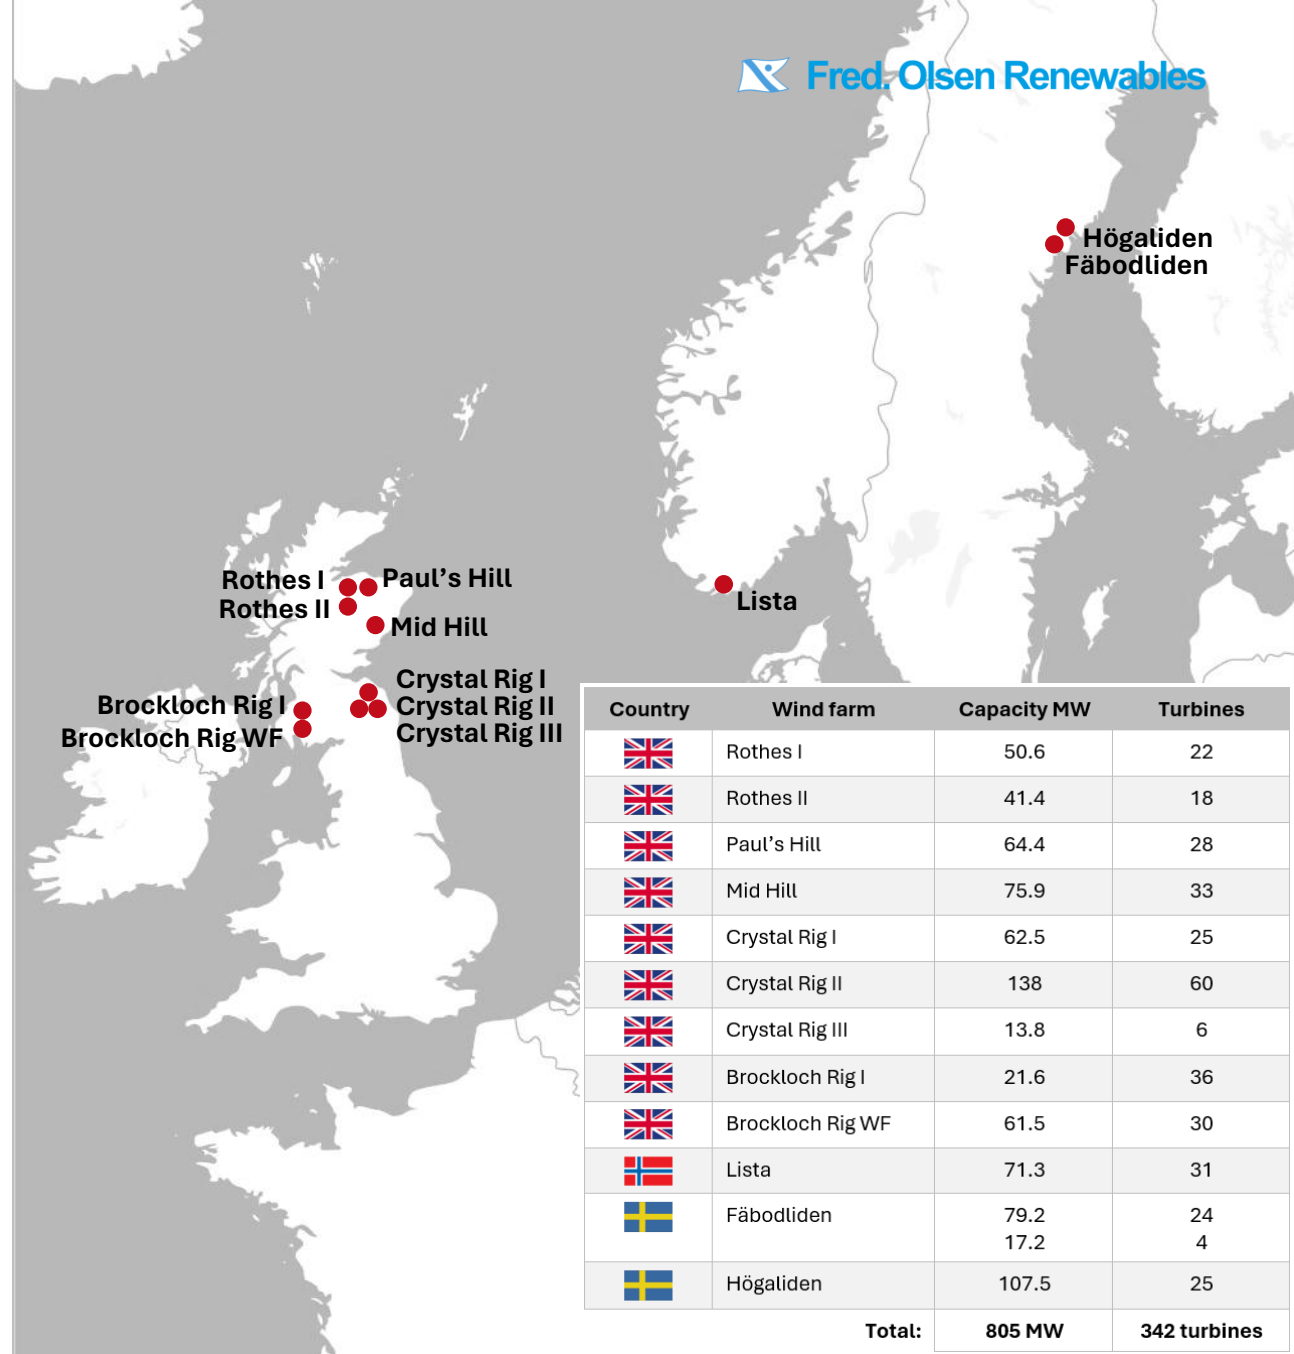 Fred. Olsen Renewables
Högaliden
Fäbodliden
Rothes I
Paul’s Hill
Rothes II
Mid Hill
Lista
Crystal Rig I
Crystal Rig II
Crystal Rig III
Brockloch Rig I
Brockloch Rig WF
Country Wind farm Capacity MW Turbines
Rothes I 50.6 22
Rothes II 41.4 18
Paul’s Hill 64.4 28
Mid Hill 75.9 33
Crystal Rig I 62.5 25
Crystal Rig II 138 60
Crystal Rig III 13.8 6
Brockloch Rig I 21.6 36
Brockloch Rig WF 61.5 30
Lista 71.3 31
Fäbodliden 79.2 24
17.2 4
Högaliden 107.5 25
Total: 805 MW 342 turbines